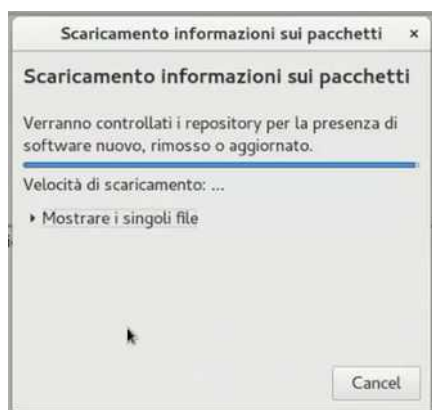 Scaricamento informazioni sui pacchetti ×
Scaricamento informazioni sui pacchetti
Verranno controllati i repository per la presenza di
software nuovo, rimosso o aggiornato.
Velocità di scaricamento: ...
Mostrare i singoli file
Cancel